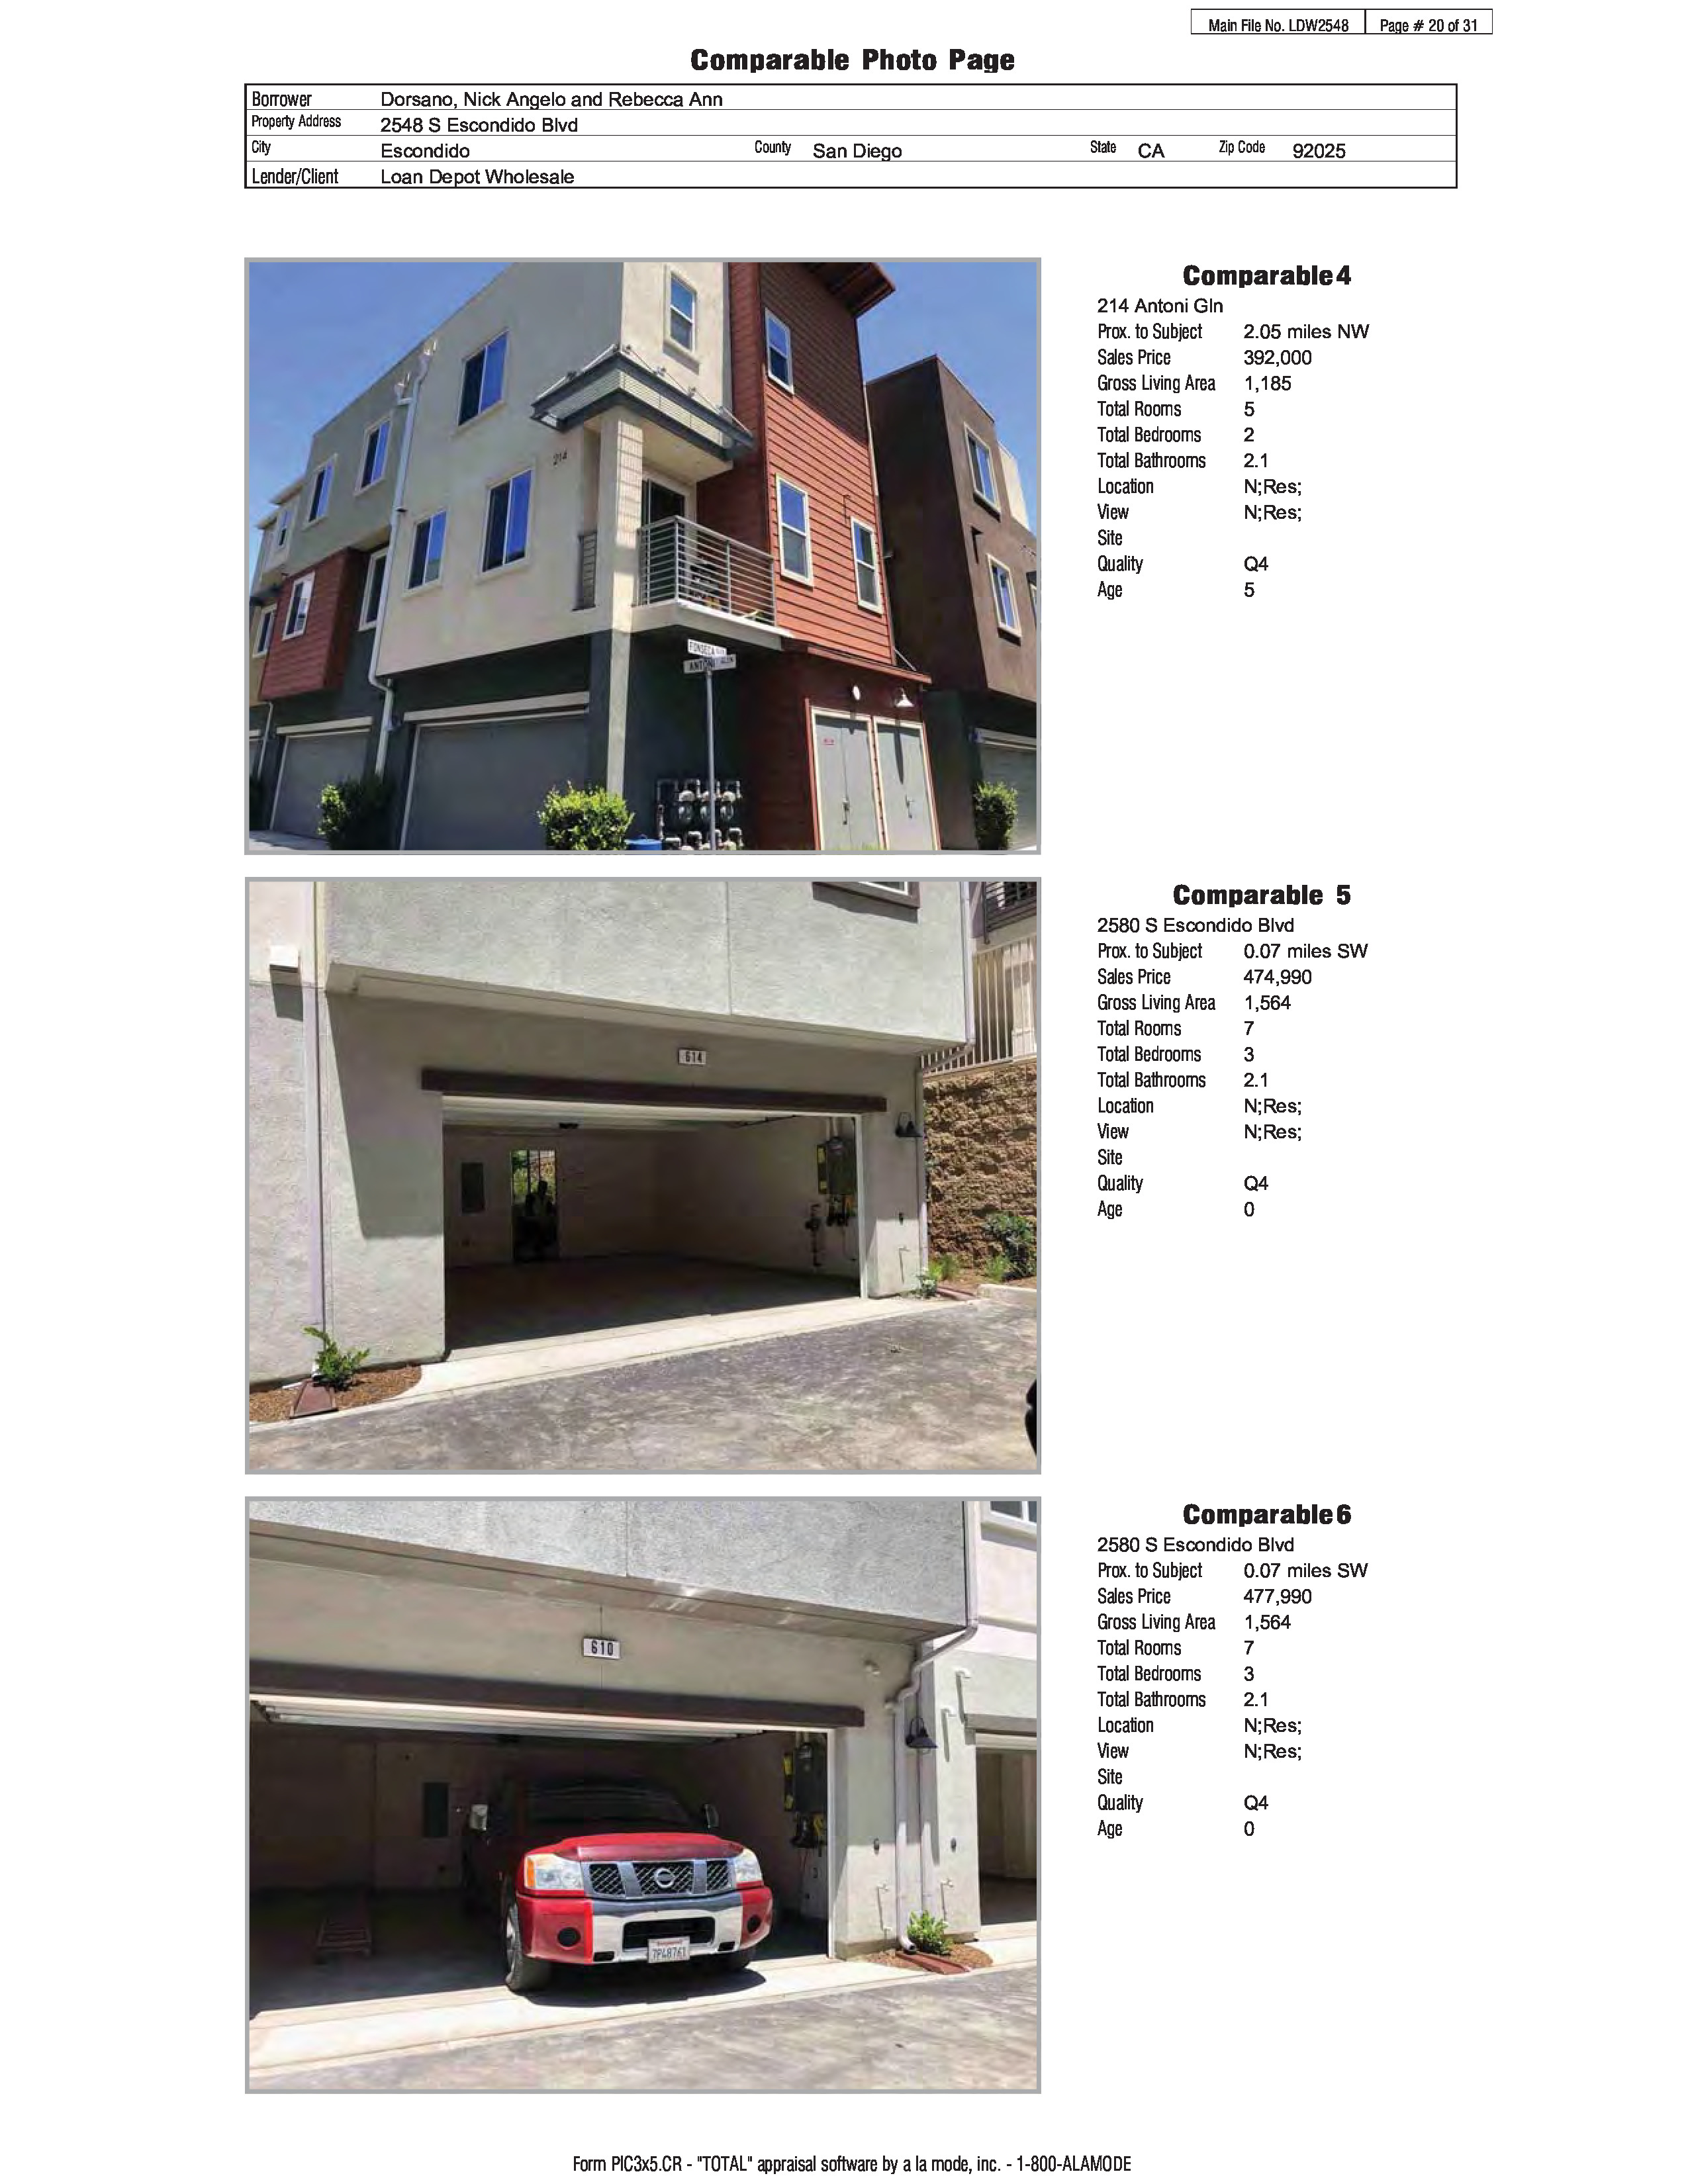 Main File No. LDW2548 Page # 20 of 31
Comparable Photo Page
Borrower Dorsano, Nick Angelo and Rebecca Ann
Property Address 2548 S Escondido Blvd
City Escondido County San Diego State CA Zip Code 92025
Lender/Client Loan Depot Wholesale
214
FONSECA
ANTONI GLEN
Comparable 4
214 Antoni Gln
Prox. to Subject 2.05 miles NW
Sales Price 392,000
Gross Living Area 1,185
Total Rooms 5
Total Bedrooms 2
Total Bathrooms 2.1
Location N;Res;
View N;Res;
Site
Quality Q4
Age 5
614
Comparable 5
2580 S Escondido Blvd
Prox. to Subject 0.07 miles SW
Sales Price 474,990
Gross Living Area 1,564
Total Rooms 7
Total Bedrooms 3
Total Bathrooms 2.1
Location N;Res;
View N;Res;
Site
Quality Q4
Age 0
610
7P48761
Comparable 6
2580 S Escondido Blvd
Prox. to Subject 0.07 miles SW
Sales Price 477,990
Gross Living Area 1,564
Total Rooms 7
Total Bedrooms 3
Total Bathrooms 2.1
Location N;Res;
View N;Res;
Site
Quality Q4
Age 0
Form PIC3x5.CR - "TOTAL" appraisal software by a la mode, inc. - 1-800-ALAMODE